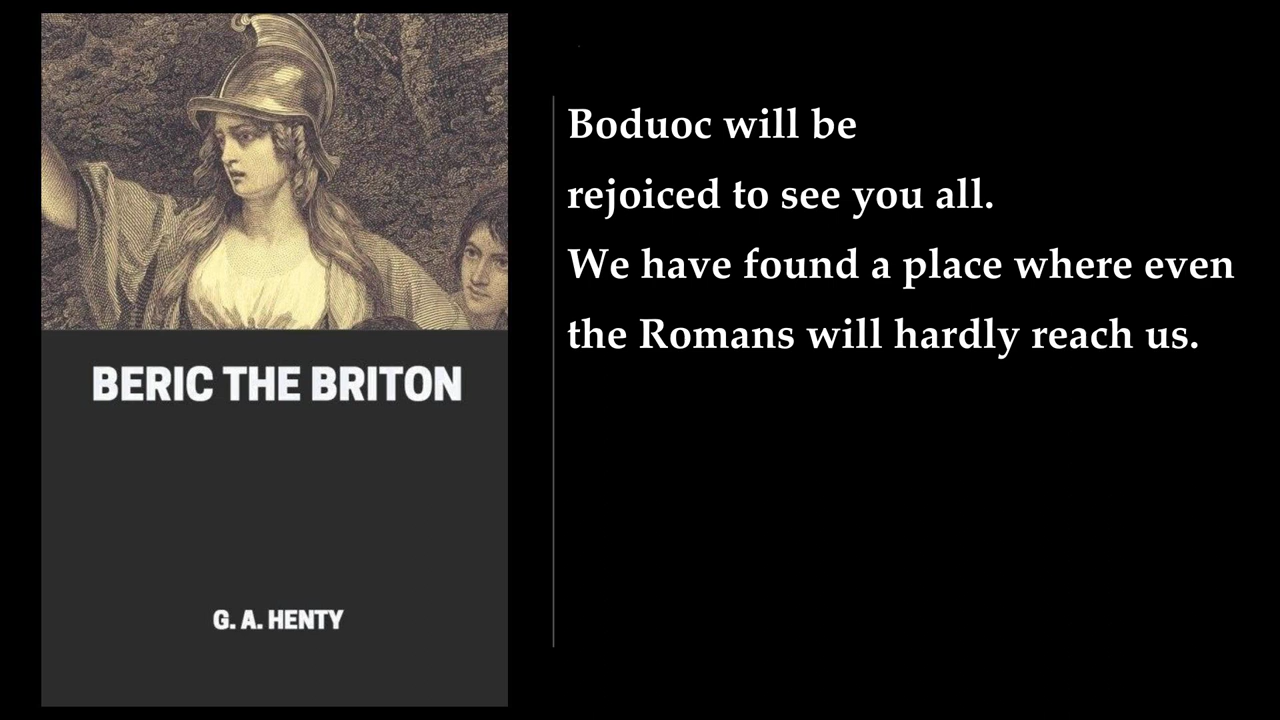 BERIC THE BRITON
G. A. HENTY
Boduoc will be
rejoiced to see you all.
We have found a place where even
the Romans will hardly reach us.